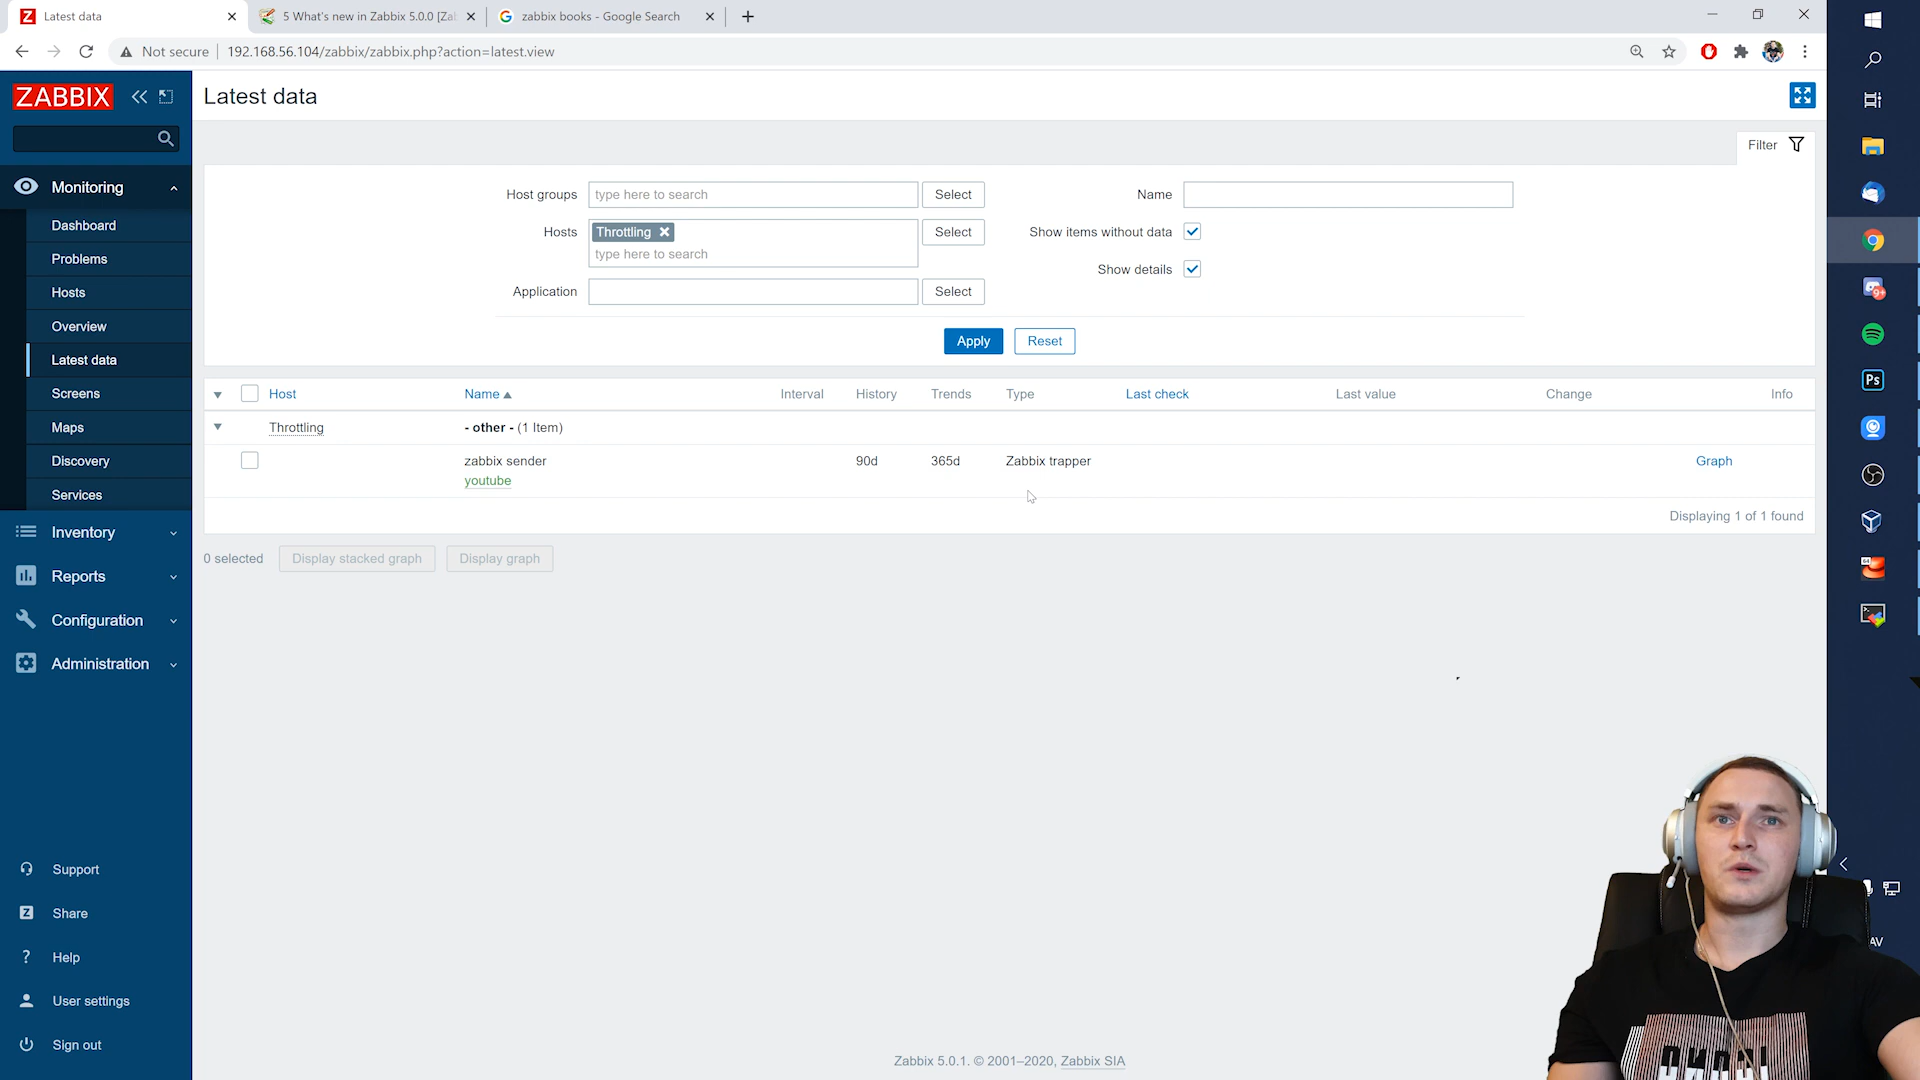 Latest data
5 What's new in Zabbix 5.0.0 [Zab
zabbix books - Google Search
Not secure
192.168.56.104/zabbix/zabbix.php?action=latest.view
ZABBIX
Latest data
Filter
Monitoring
Dashboard
Problems
Hosts
Overview
Latest data
Screens
Maps
Discovery
Services
Inventory
Reports
Configuration
Administration
Support
Share
Help
User settings
Sign out
Host groups
type here to search
Select
Name
Hosts
Throttling
type here to search
Select
Show items without data
Show details
Application
Select
Apply
Reset
Host
Name
Interval
History
Trends
Type
Last check
Last value
Change
Info
Throttling
- other - (1 Item)
zabbix sender
youtube
90d
365d
Zabbix trapper
Graph
Displaying 1 of 1 found
0 selected
Display stacked graph
Display graph
Zabbix 5.0.1. © 2001–2020, Zabbix SIA
9+
Ps
64